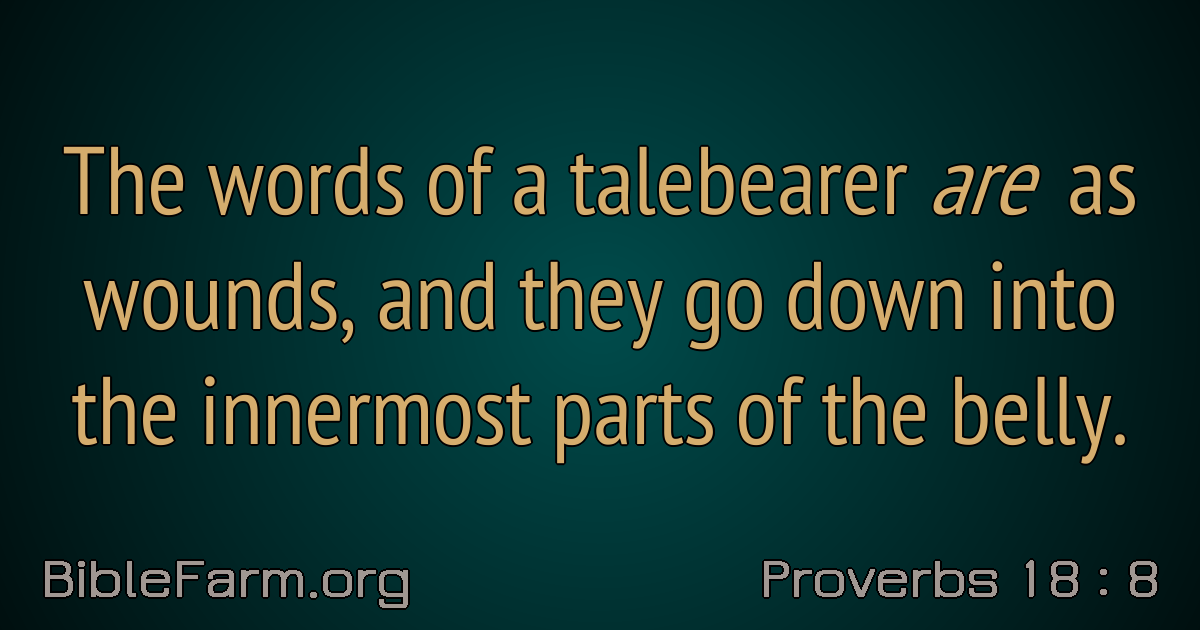 The words of a talebearer are as
wounds, and they go down into
the innermost parts of the belly.
BibleFarm.org
Proverbs 18 : 8